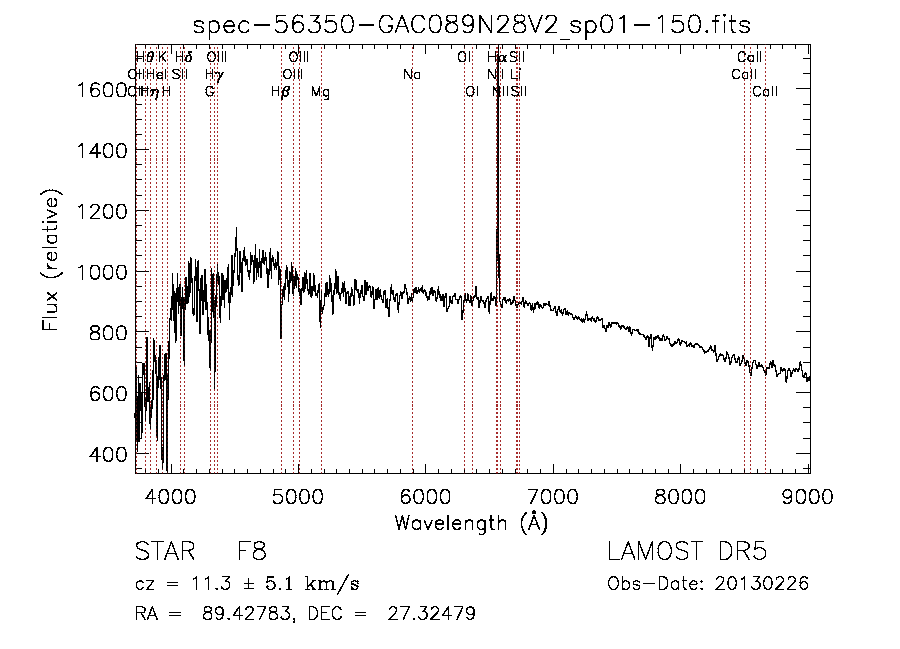 spec-56350-GAC089N28V2_sp01-150.fits
Hθ K Hδ OIII OIII OI Hα SII CaII
OII HeI SII Hγ OIII Na NII Li CaII
OII Hη H G Hβ Mg OI NII SII CaII
1600
1400
1200
1000
800
600
400
Flux (relative)
4000 5000 6000 7000 8000 9000
Wavelength (Å)
STAR F8 LAMOST DR5
cz = 11.3 ± 5.1 km/s Obs-Date: 20130226
RA = 89.42783, DEC = 27.32479